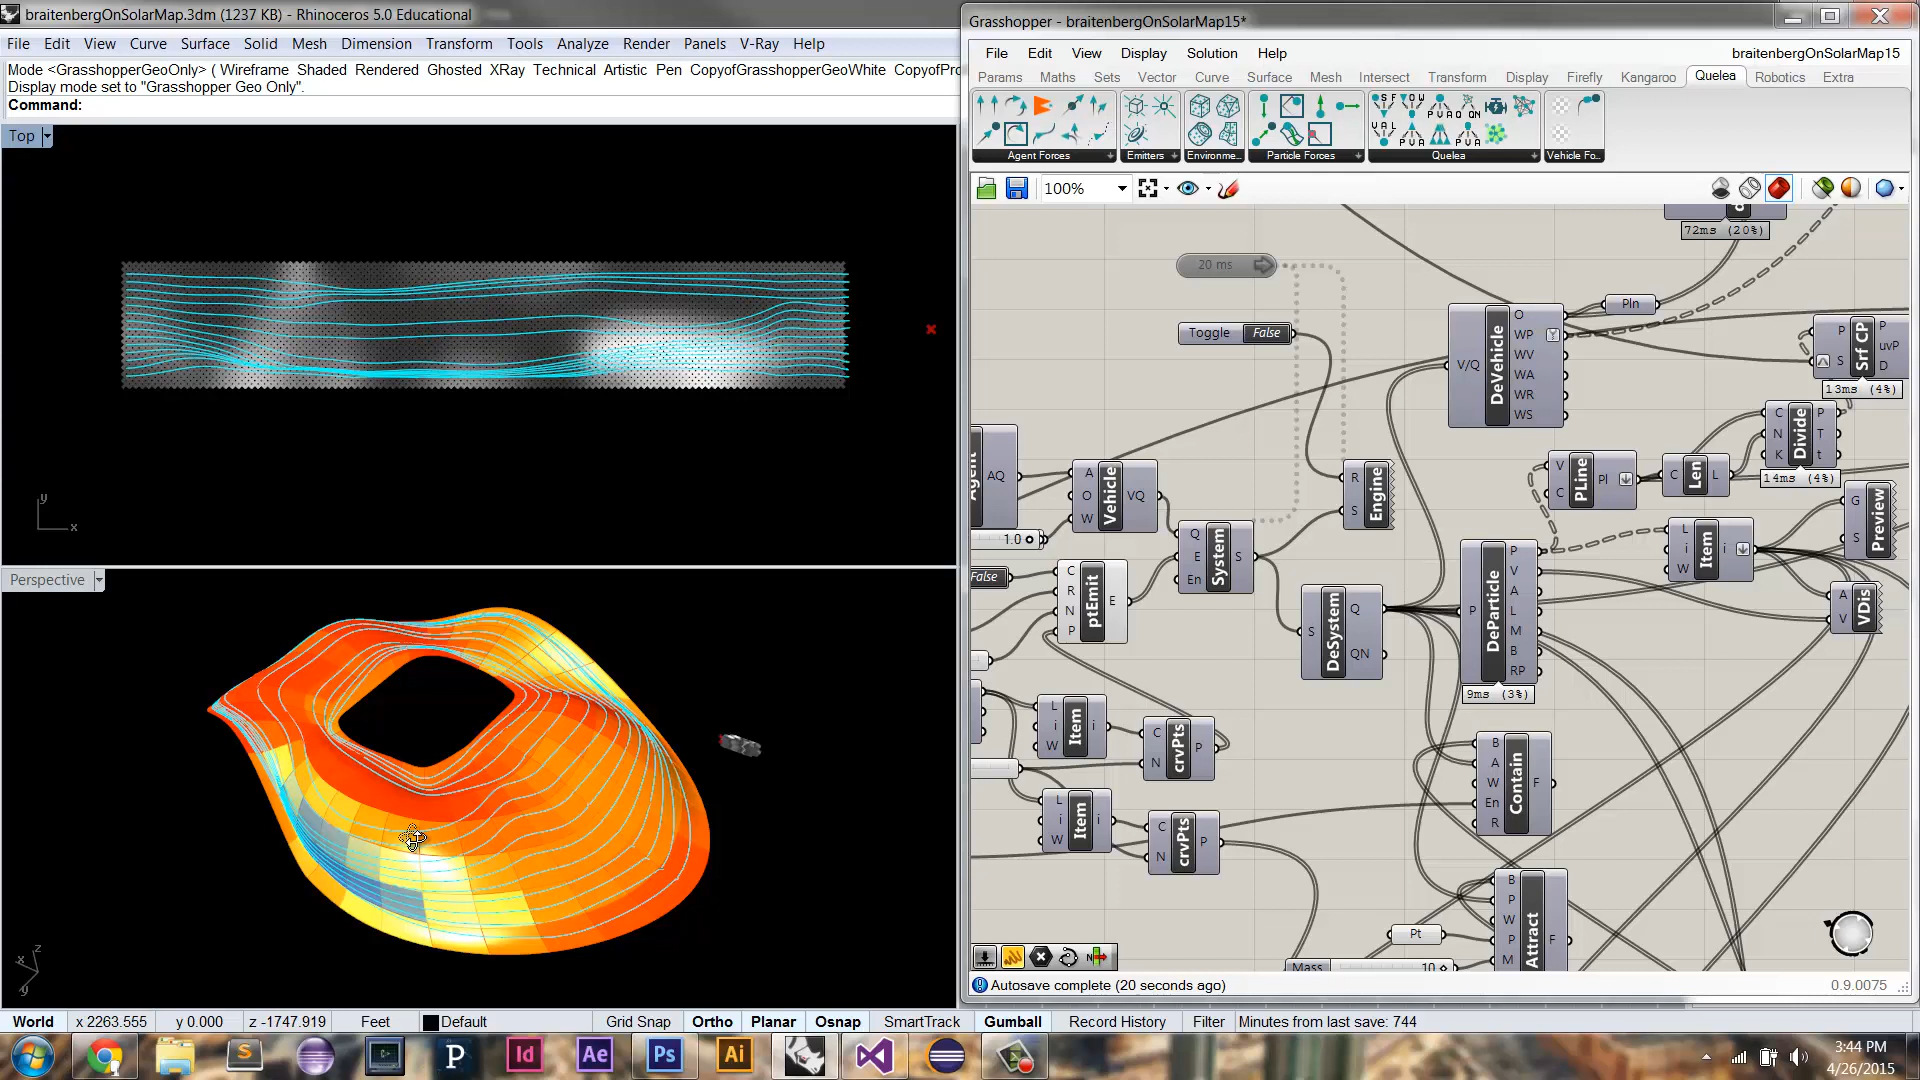 braitenbergOnSolarMap.3dm (1237 KB) - Rhinoceros 5.0 Educational
File Edit View Curve Surface Solid Mesh Dimension Transform Tools Analyze Render Panels V-Ray Help
Mode <GrasshopperGeoOnly> ( Wireframe Shaded Rendered Ghosted XRay Technical Artistic Pen CopyofGrasshopperGeoWhite CopyofPro
Display mode set to "Grasshopper Geo Only".
Command:
Top
y
x
Perspective
z
x
y
Grasshopper - braitenbergOnSolarMap15*
File Edit View Display Solution Help
braitenbergOnSolarMap15
Params Maths Sets Vector Curve Surface Mesh Intersect Transform Display Firefly Kangaroo Quelea Robotics Extra
Agent Forces Emitters Environme... Particle Forces Quelea Vehicle Fo...
100%
72ms (20%)
20 ms
Toggle False
V/Q DeVehicle O WP WV WA WR WS
Pln
P S Srf CP P uvP D
13ms (4%)
C N K Divide P T t
14ms (4%)
AQ
A O W Vehicle VQ
1.0
R S Engine
V C PLine Pl
C Len L
G S Preview
Q E En System S
L i W Item i
False
C R N P ptEmit E
S DeSystem Q QN
P DeParticle P V A L M B RP
9ms (3%)
A V VDis
L i W Item i
C N crvPts P
B A W En R Contain F
L i W Item i
C N crvPts P
B P W P M Attract F
Pt
Mass 10
Autosave complete (20 seconds ago)
0.9.0075
World x 2263.555 y 0.000 z -1747.919 Feet Default Grid Snap Ortho Planar Osnap SmartTrack Gumball Record History Filter Minutes from last save: 744
S P Id Ae Ps Ai
3:44 PM
4/26/2015